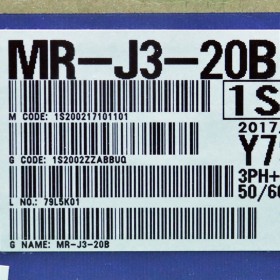 MR-J3-20B
1S
M CODE: 1S200217101101
2017
Y7
G CODE: 1S2002ZZABBUQ
3PH+
50/60
L NO.: 79L5K01
G NAME: MR-J3-20B